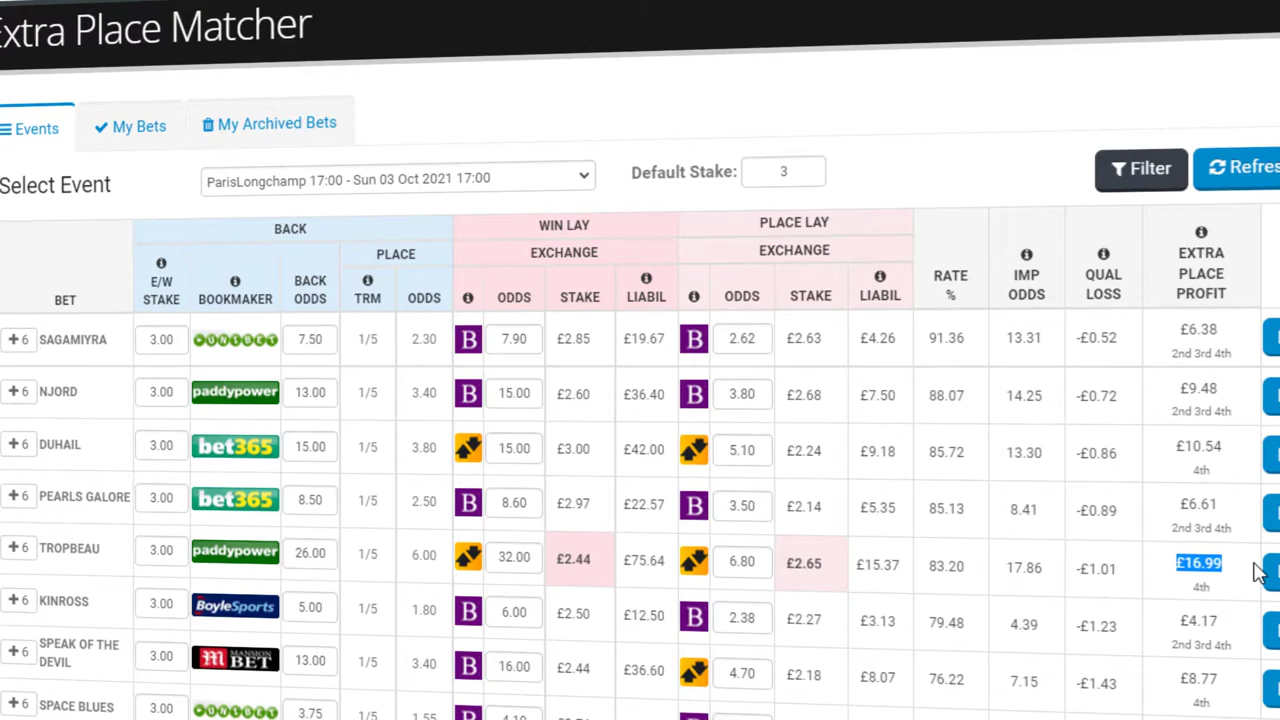 Extra Place Matcher
Events
My Bets
My Archived Bets
Select Event
ParisLongchamp 17:00 - Sun 03 Oct 2021 17:00
Default Stake:
3
Filter
BACK
WIN LAY
PLACE LAY
PLACE
EXCHANGE
EXCHANGE
BET
E/W STAKE
BOOKMAKER
BACK ODDS
TRM
ODDS
ODDS
STAKE
LIABIL
ODDS
STAKE
LIABIL
RATE %
IMP ODDS
QUAL LOSS
EXTRA PLACE PROFIT
6 SAGAMIYRA 3.00 UNIBET 7.50 1/5 2.30 B 7.90 £2.85 £19.67 B 2.62 £2.63 £4.26 91.36 13.31 -£0.52 £6.38
2nd 3rd 4th
6 NJORD 3.00 paddypower 13.00 1/5 3.40 B 15.00 £2.60 £36.40 B 3.80 £2.68 £7.50 88.07 14.25 -£0.72 £9.48
2nd 3rd 4th
6 DUHAIL 3.00 bet365 15.00 1/5 3.80 15.00 £3.00 £42.00 5.10 £2.24 £9.18 85.72 13.30 -£0.86 £10.54
4th
6 PEARLS GALORE 3.00 bet365 8.50 1/5 2.50 B 8.60 £2.97 £22.57 B 3.50 £2.14 £5.35 85.13 8.41 -£0.89 £6.61
2nd 3rd 4th
6 TROPBEAU 3.00 paddypower 26.00 1/5 6.00 32.00 £2.44 £75.64 6.80 £2.65 £15.37 83.20 17.86 -£1.01 £16.99
4th
6 KINROSS 3.00 BoyleSports 5.00 1/5 1.80 B 6.00 £2.50 £12.50 B 2.38 £2.27 £3.13 79.48 4.39 -£1.23 £4.17
2nd 3rd 4th
6 SPEAK OF THE DEVIL 3.00 MANSION BET 13.00 1/5 3.40 B 16.00 £2.44 £36.60 4.70 £2.18 £8.07 76.22 7.15 -£1.43 £8.77
4th
6 SPACE BLUES 3.00 UNIBET 3.75 1/5 1.55